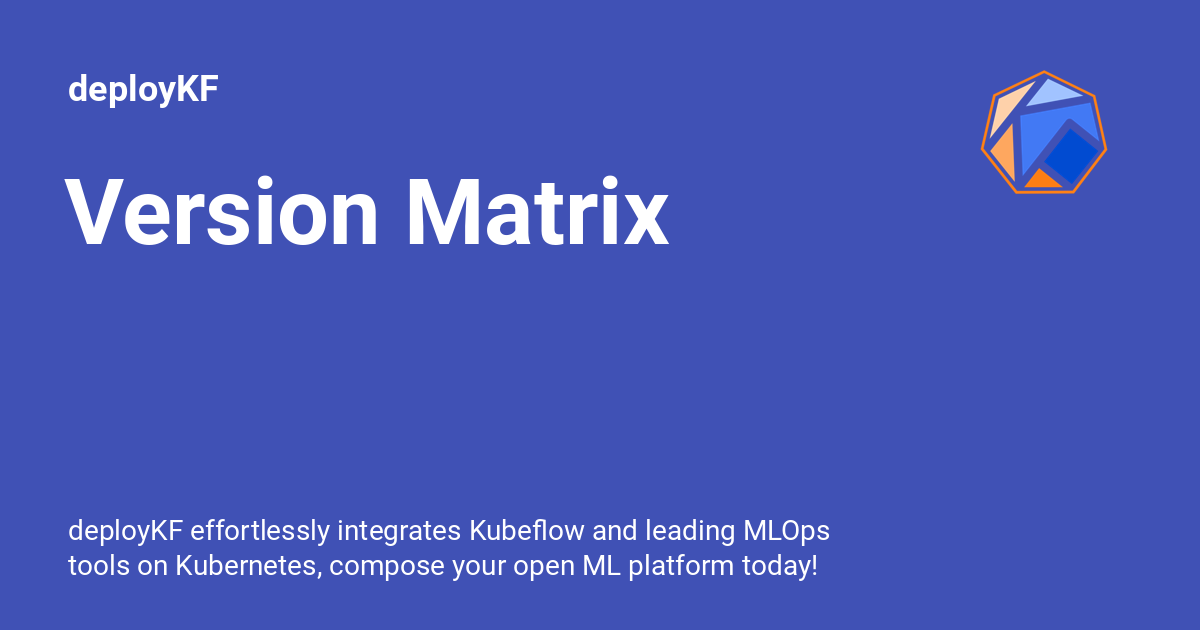 deployKF
Version Matrix
deployKF effortlessly integrates Kubeflow and leading MLOps
tools on Kubernetes, compose your open ML platform today!